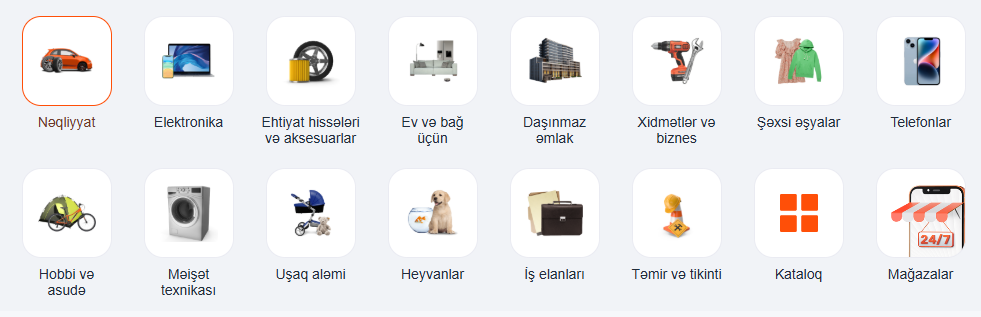 Nəqliyyat
Elektronika
Ehtiyat hissələri
və aksesuarlar
Ev və bağ
üçün
Daşınmaz
əmlak
Xidmətlər və
biznes
Şəxsi əşyalar
Telefonlar
Hobbi və
asudə
Məişət
texnikası
Uşaq aləmi
Heyvanlar
İş elanları
Təmir və tikinti
Kataloq
24/7
Mağazalar